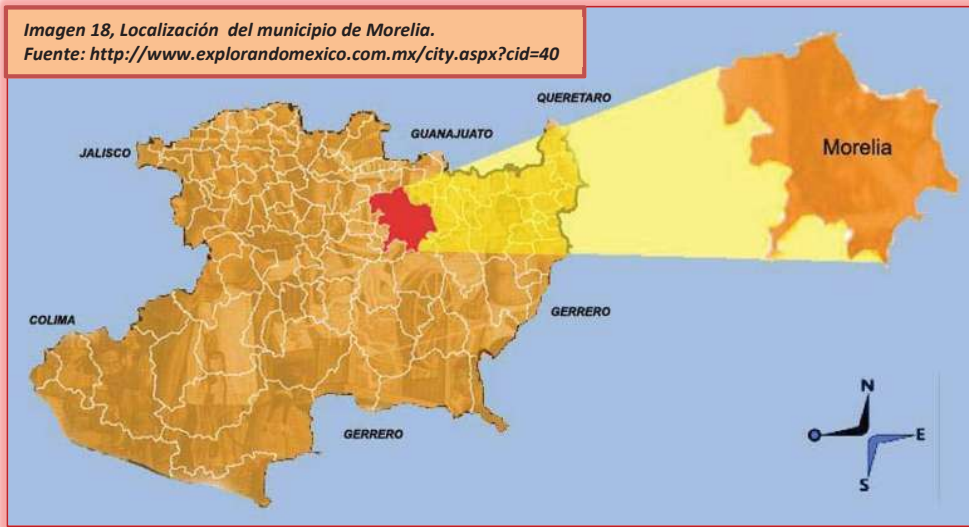 Imagen 18, Localización del municipio de Morelia.
Fuente: http://www.explorandomexico.com.mx/city.aspx?cid=40
QUERETARO
GUANAJUATO
JALISCO
Morelia
COLIMA
GERRERO
GERRERO
N
E
S